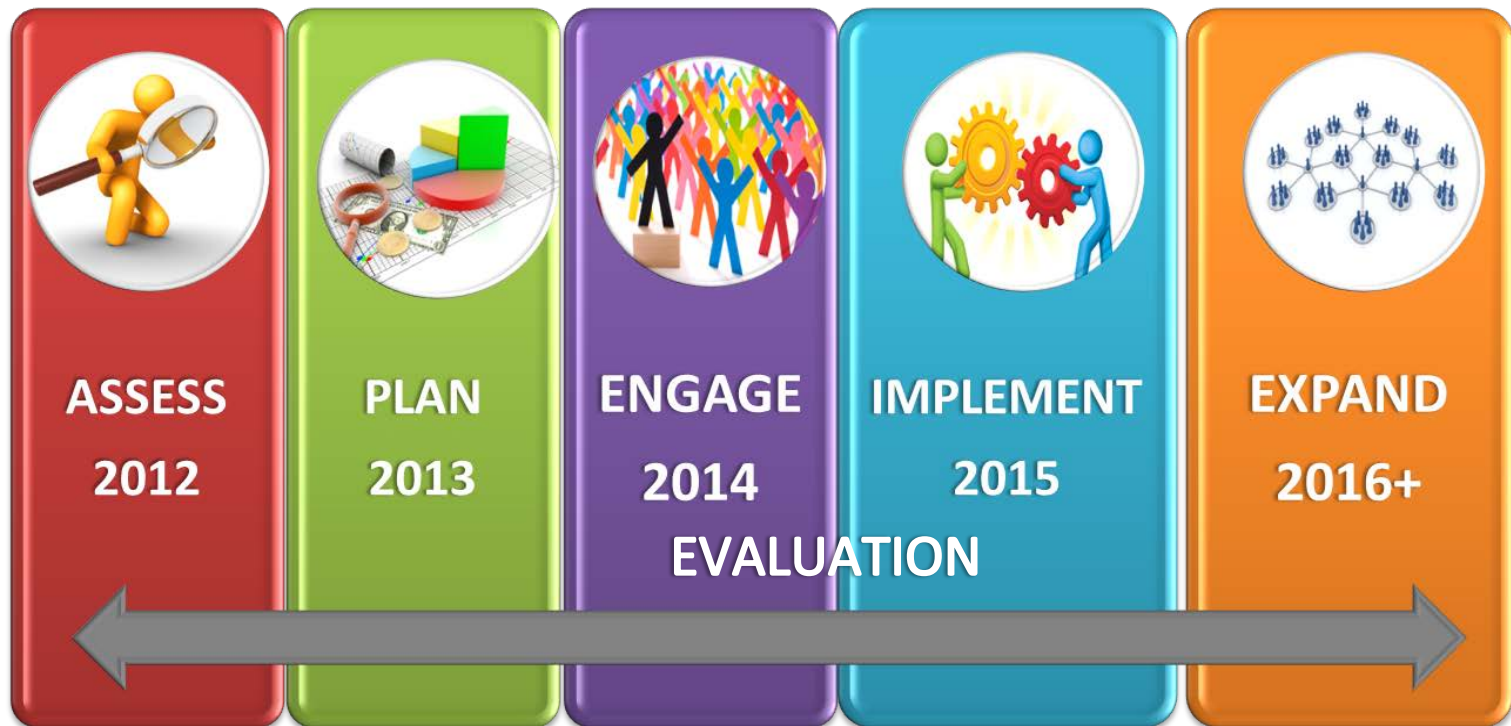 ASSESS
2012
PLAN
2013
ENGAGE
2014
IMPLEMENT
2015
EXPAND
2016+
EVALUATION